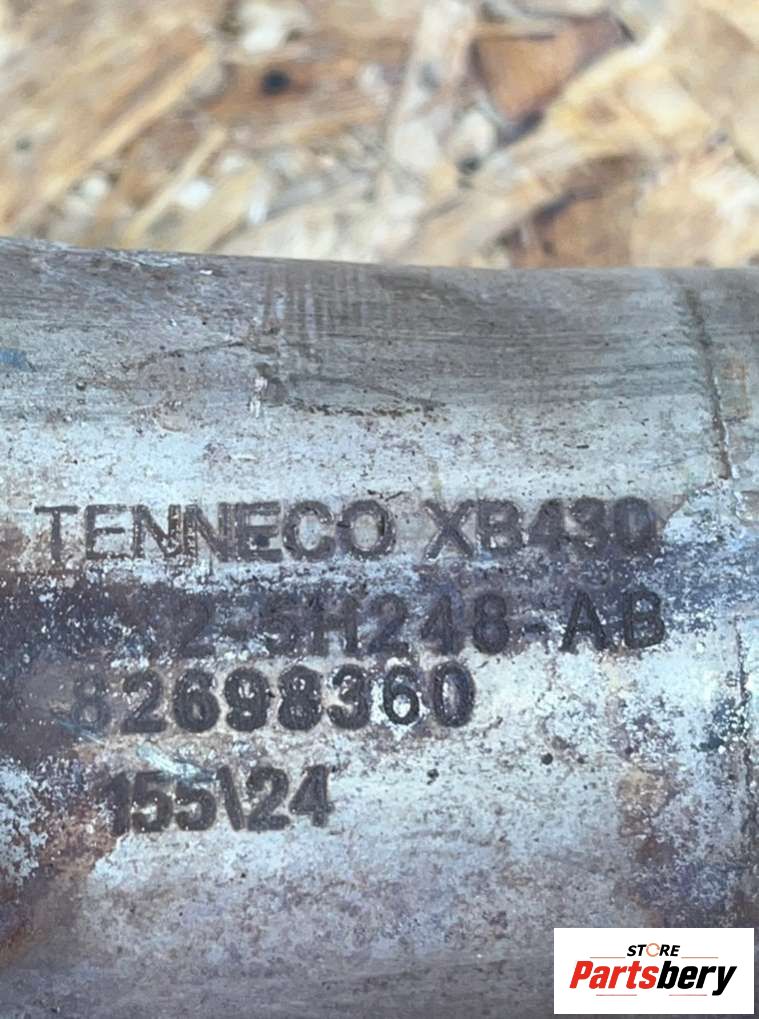 TENNECO XB430
2-5H248-AB
82698360
155\24
STORE
Partsbery